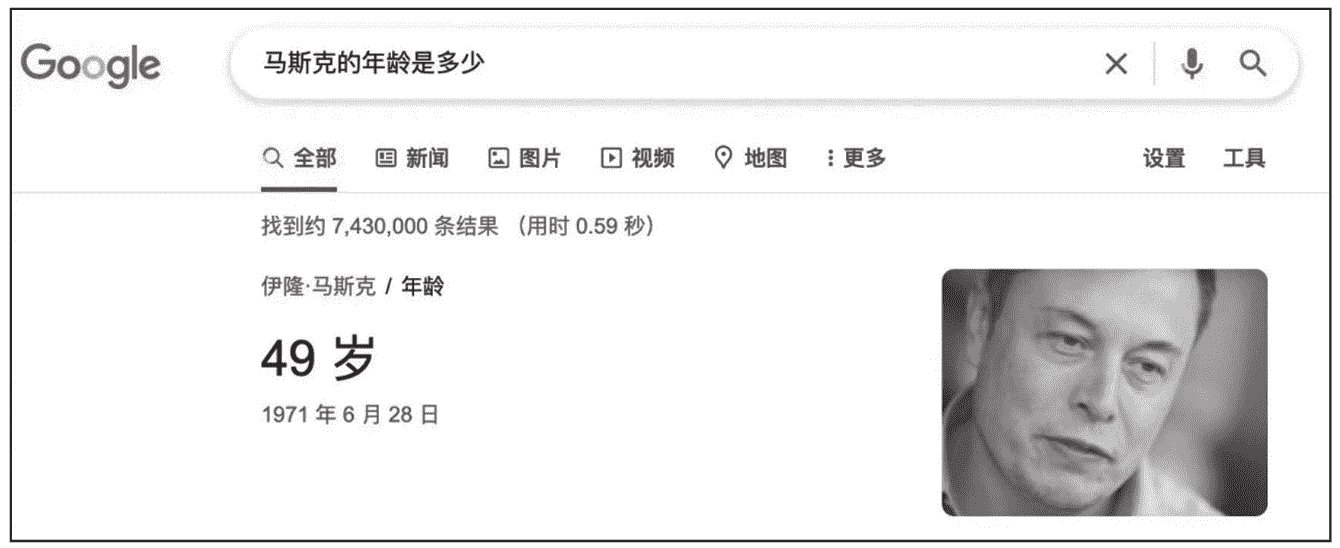 Google 马斯克的年龄是多少
全部 新闻 图片 视频 地图 更多 设置 工具
找到约 7,430,000 条结果 （用时 0.59 秒）
伊隆·马斯克 / 年龄
49 岁
1971 年 6 月 28 日